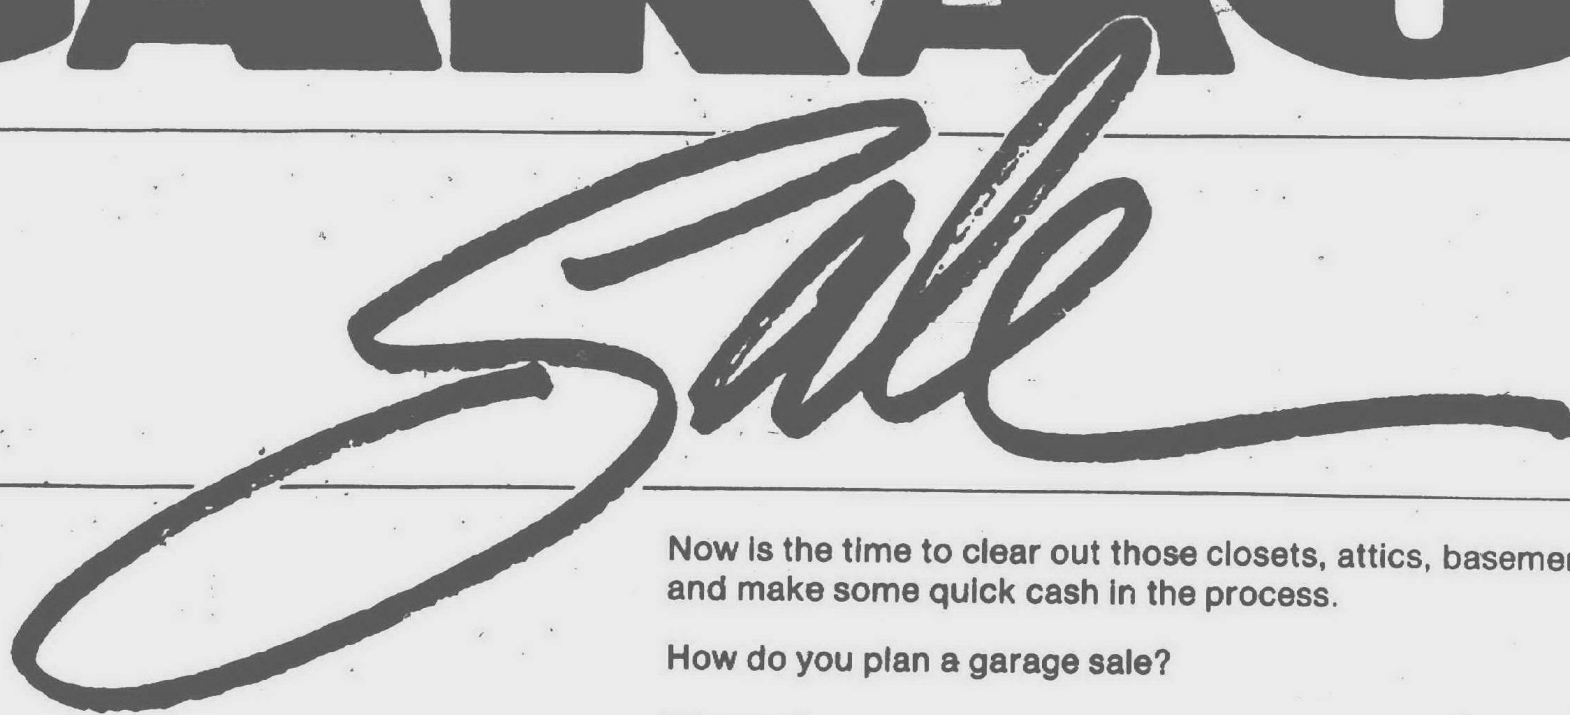 Sale
Now is the time to clear out those closets, attics,
and make some quick cash in the process.
How do you plan a garage sale?